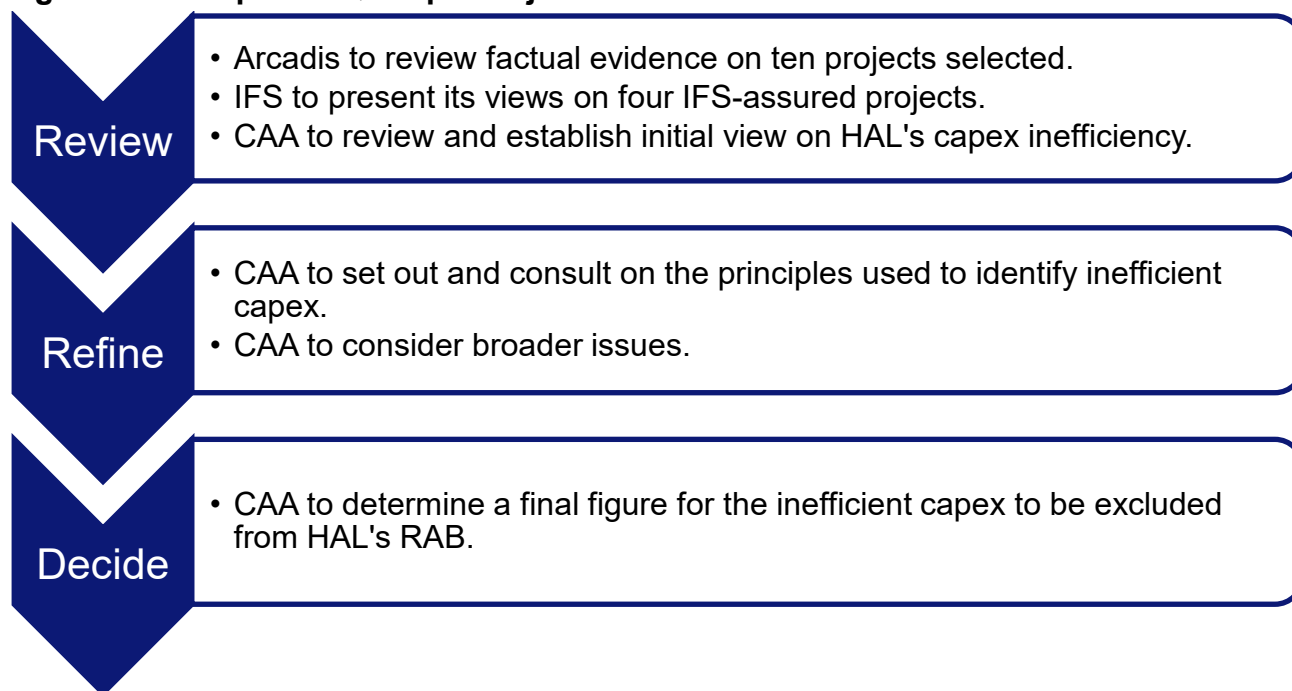 Review
• Arcadis to review factual evidence on ten projects selected.
• IFS to present its views on four IFS-assured projects.
• CAA to review and establish initial view on HAL's capex inefficiency.
Refine
• CAA to set out and consult on the principles used to identify inefficient
capex.
• CAA to consider broader issues.
Decide
• CAA to determine a final figure for the inefficient capex to be excluded
from HAL's RAB.